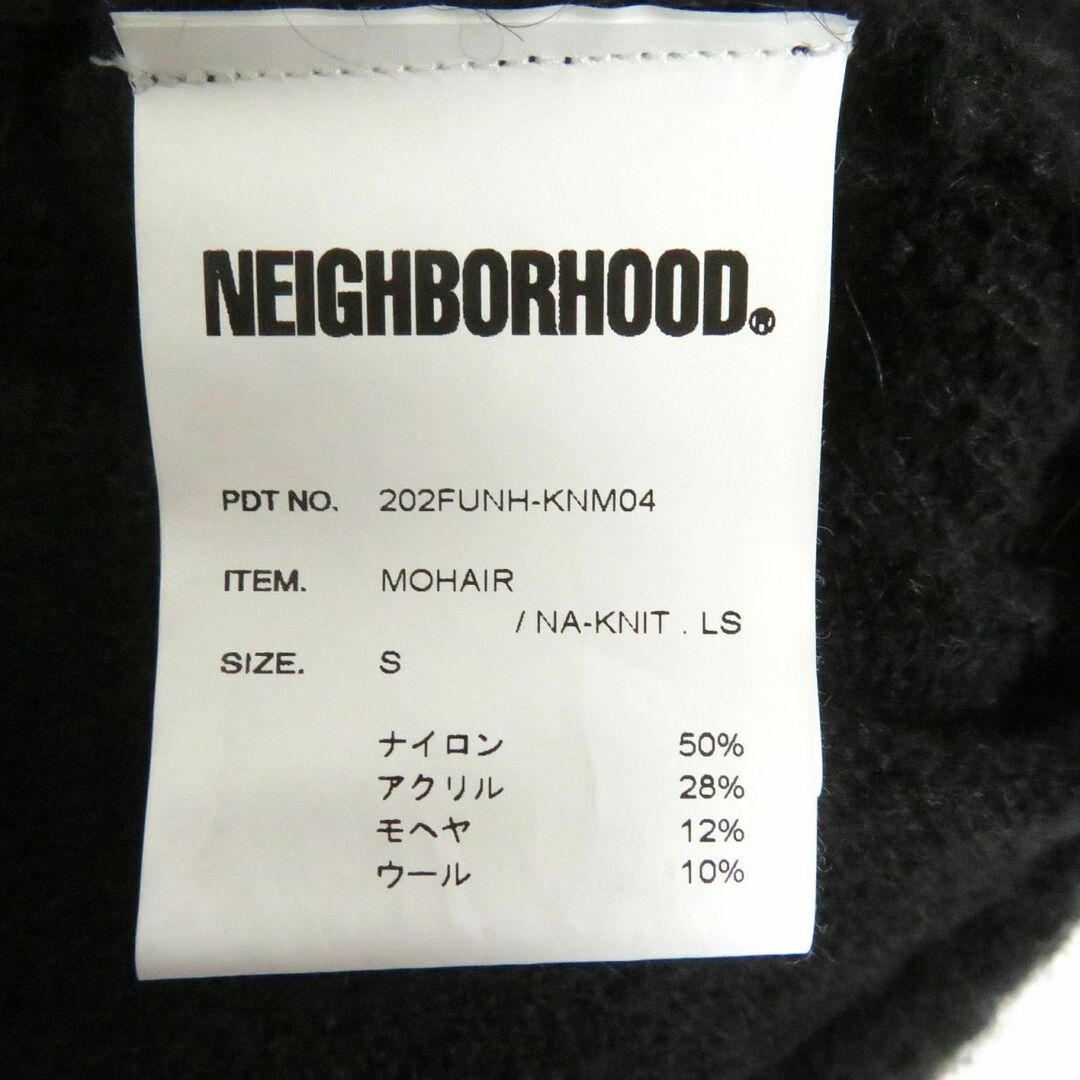 NEIGHBORHOOD®
PDT NO. 202FUNH-KNM04
ITEM. MOHAIR
/ NA-KNIT . LS
SIZE. S
ナイロン 50%
アクリル 28%
モヘヤ 12%
ウール 10%